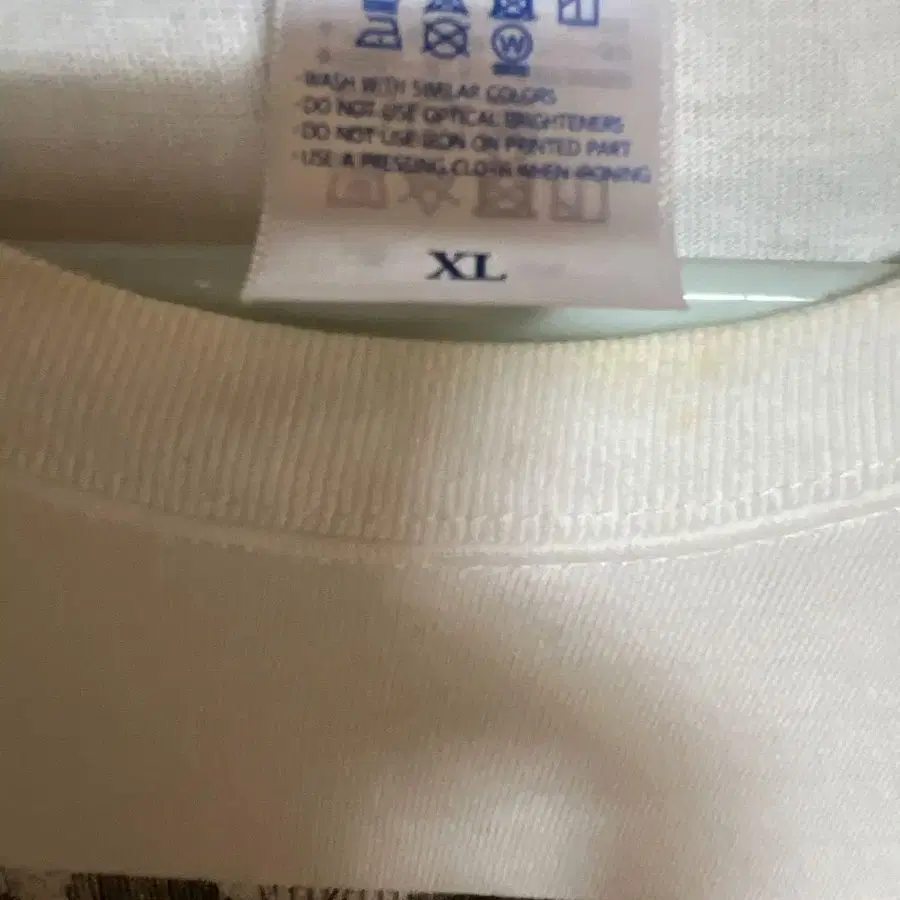 ·WASH WITH SIMILAR COLORS
·DO NOT USE OPTICAL BRIGHTENERS
·DO NOT USE IRON ON PRINTED PART
·USE A PRESSING CLOTH WHEN IRONING
XL